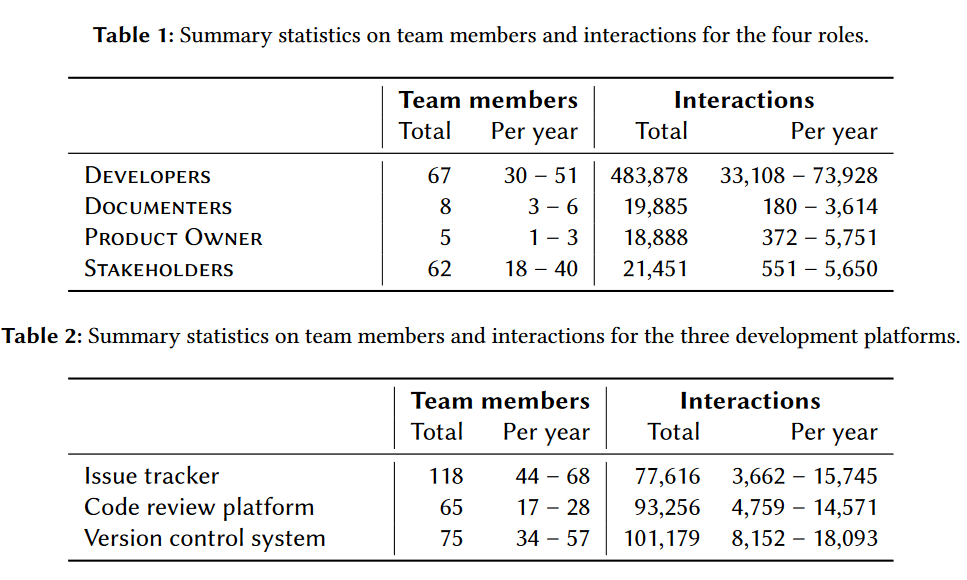 Table 1: Summary statistics on team members and interactions for the four roles.
Team members Interactions
Total Per year Total Per year
Developers 67 30 – 51 483,878 33,108 – 73,928
Documenters 8 3 – 6 19,885 180 – 3,614
Product Owner 5 1 – 3 18,888 372 – 5,751
Stakeholders 62 18 – 40 21,451 551 – 5,650
Table 2: Summary statistics on team members and interactions for the three development platforms.
Team members Interactions
Total Per year Total Per year
Issue tracker 118 44 – 68 77,616 3,662 – 15,745
Code review platform 65 17 – 28 93,256 4,759 – 14,571
Version control system 75 34 – 57 101,179 8,152 – 18,093